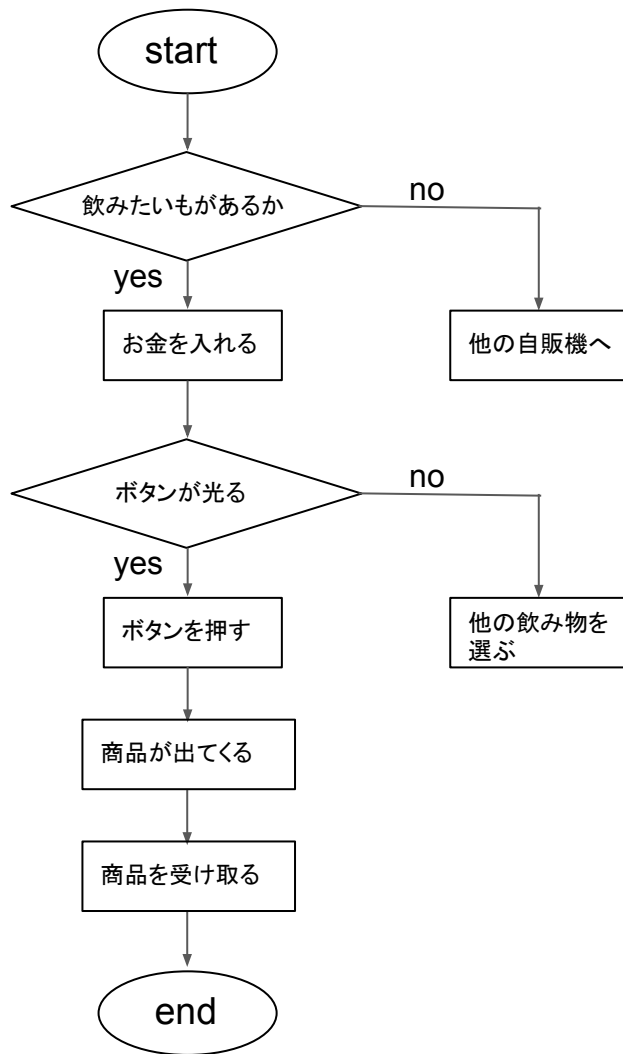 start
飲みたいもがあるか
no
yes
お金を入れる
他の自販機へ
ボタンが光る
no
yes
ボタンを押す
他の飲み物を
選ぶ
商品が出てくる
商品を受け取る
end